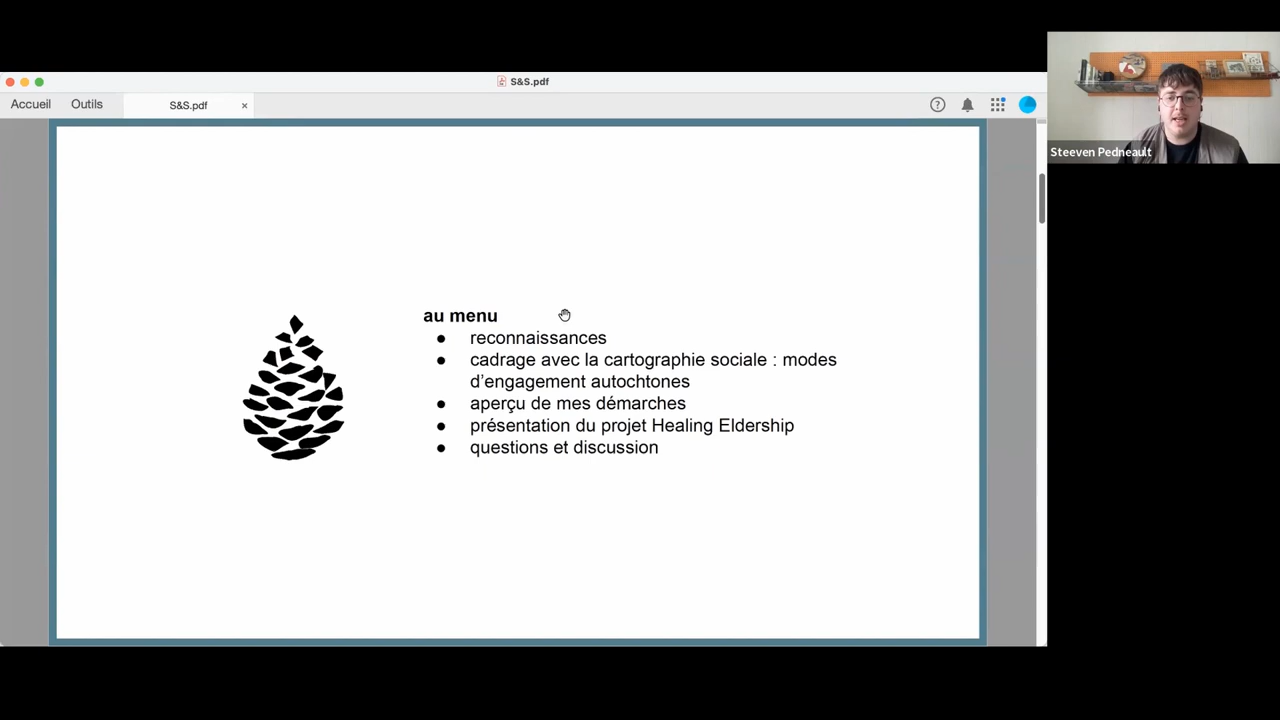 S&S.pdf
Accueil Outils S&S.pdf ×
?
Steeven Pedneault
au menu
● reconnaissances
● cadrage avec la cartographie sociale : modes
d’engagement autochtones
● aperçu de mes démarches
● présentation du projet Healing Eldership
● questions et discussion